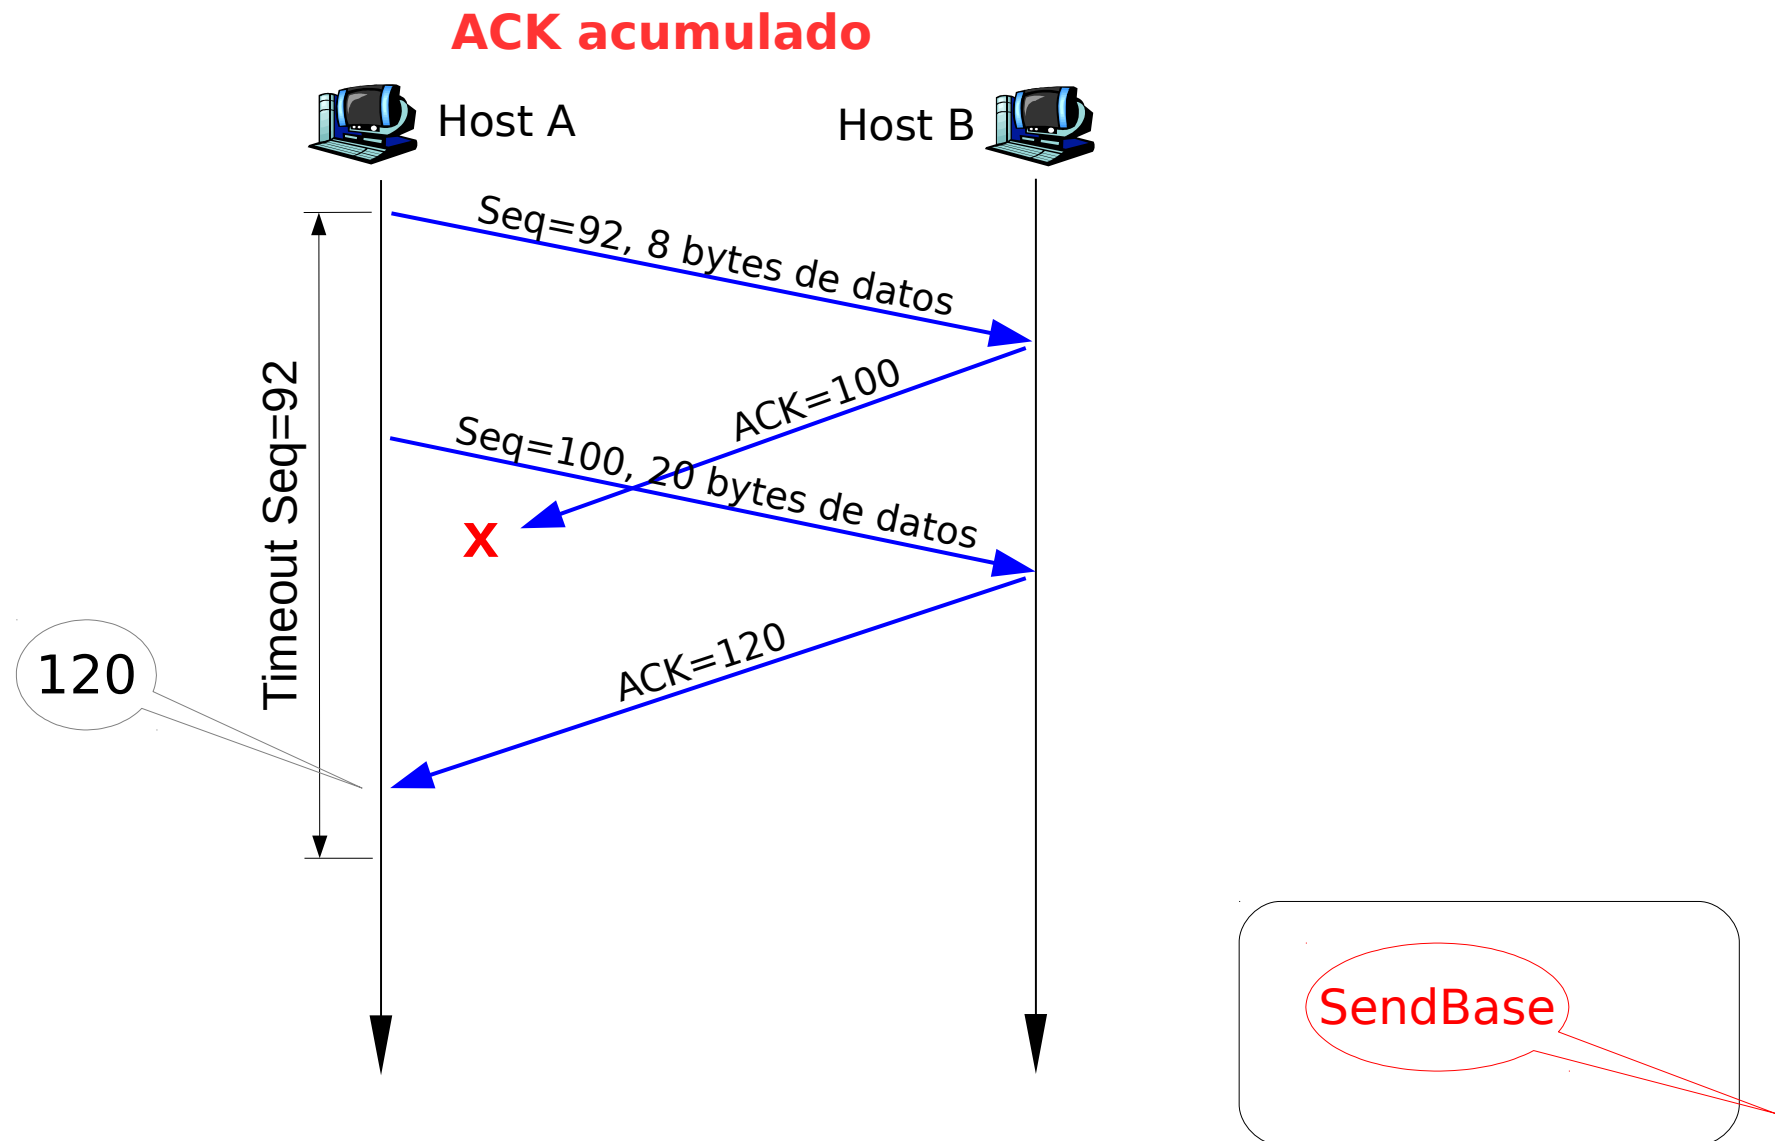 ACK acumulado
Host A
Host B
Seq=92, 8 bytes de datos
ACK=100
Seq=100, 20 bytes de datos
X
Timeout Seq=92
ACK=120
120
SendBase